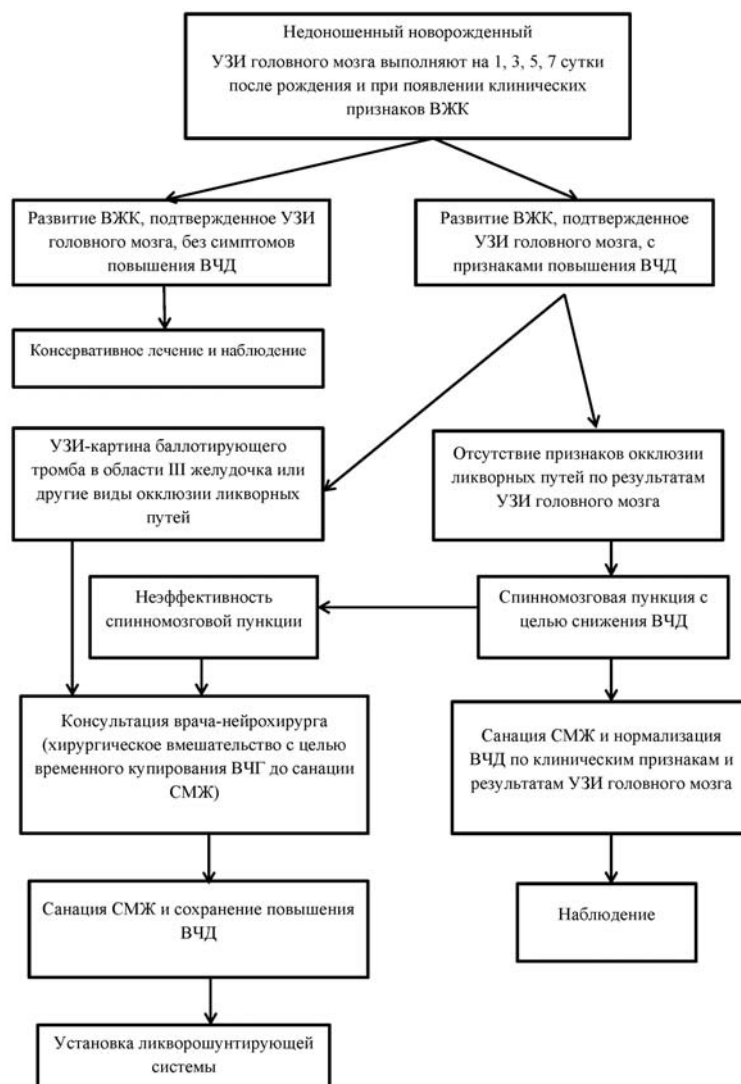 Недоношенный новорожденный
УЗИ головного мозга выполняют на 1, 3, 5, 7 сутки
после рождения и при появлении клинических
признаков ВЖК
Развитие ВЖК, подтвержденное УЗИ
головного мозга, без симптомов
повышения ВЧД
Развитие ВЖК, подтвержденное
УЗИ головного мозга, с
признаками повышения ВЧД
Консервативное лечение и наблюдение
УЗИ-картина баллотирующего
тромба в области III желудочка или
другие виды окклюзии ликворных
путей
Отсутствие признаков окклюзии
ликворных путей по результатам
УЗИ головного мозга
Неэффективность
спинномозговой пункции
Спинномозговая пункция с
целью снижения ВЧД
Консультация врача-нейрохирурга
(хирургическое вмешательство с целью
временного купирования ВЧГ до санации
СМЖ)
Санация СМЖ и нормализация
ВЧД по клиническим признакам и
результатам УЗИ головного мозга
Санация СМЖ и сохранение повышения
ВЧД
Наблюдение
Установка ликворошунтирующей
системы